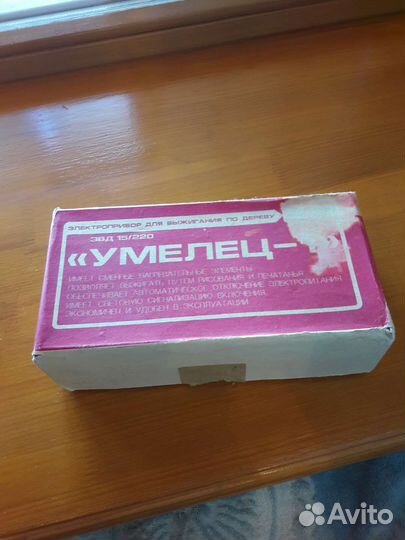 ЭЛЕКТРОПРИБОР ДЛЯ ВЫЖИГАНИЯ ПО ДЕРЕВУ
ЭВД 15/220
«УМЕЛЕЦ- »
ИМЕЕТ СМЕННЫЕ НАГРЕВАТЕЛЬНЫЕ ЭЛЕМЕНТЫ
ПОЗВОЛЯЕТ ВЫЖИГАТЬ ПУТЕМ РИСОВАНИЯ И ПЕЧАТАНЬЯ
ОБЕСПЕЧИВАЕТ АВТОМАТИЧЕСКОЕ ОТКЛЮЧЕНИЕ ЭЛЕКТРОПИТАНИЯ
ИМЕЕТ СВЕТОВУЮ СИГНАЛИЗАЦИЮ ВКЛЮЧЕНИЯ.
ЭКОНОМИЧЕН И УДОБЕН В ЭКСПЛУАТАЦИИ
Avito